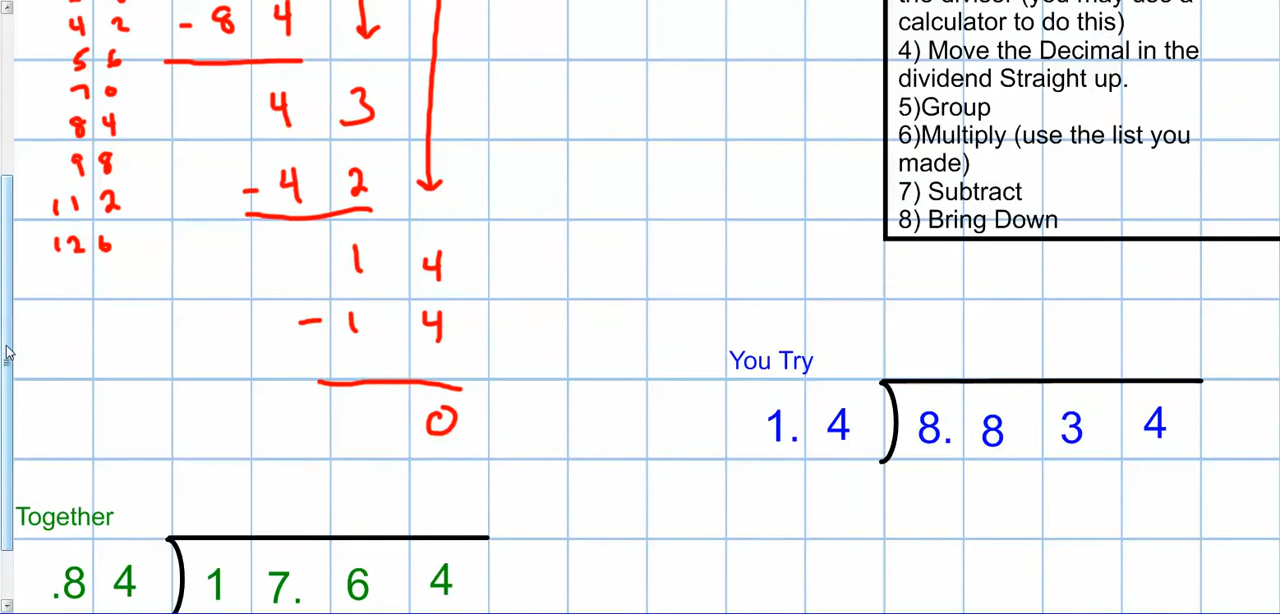 4 2
5 6
7 0
8 4
9 8
11 2
12 6
- 8 4
4 3
- 4 2
1 4
- 1 4
0
calculator to do this)
4) Move the Decimal in the
dividend Straight up.
5)Group
6)Multiply (use the list you
made)
7) Subtract
8) Bring Down
You Try
1. 4 ) 8. 8 3 4
Together
.8 4 ) 1 7. 6 4